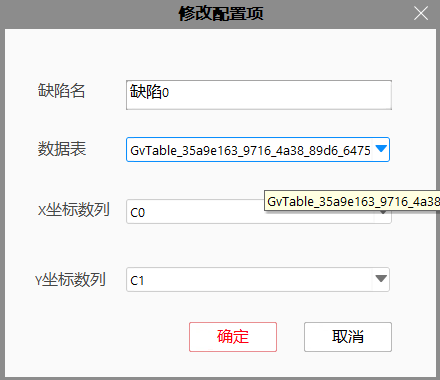 修改配置项
缺陷名
缺陷0
数据表
GvTable_35a9e163_9716_4a38_89d6_6475
GvTable_35a9e163_9716_4a38
X坐标数列
C0
Y坐标数列
C1
确定
取消